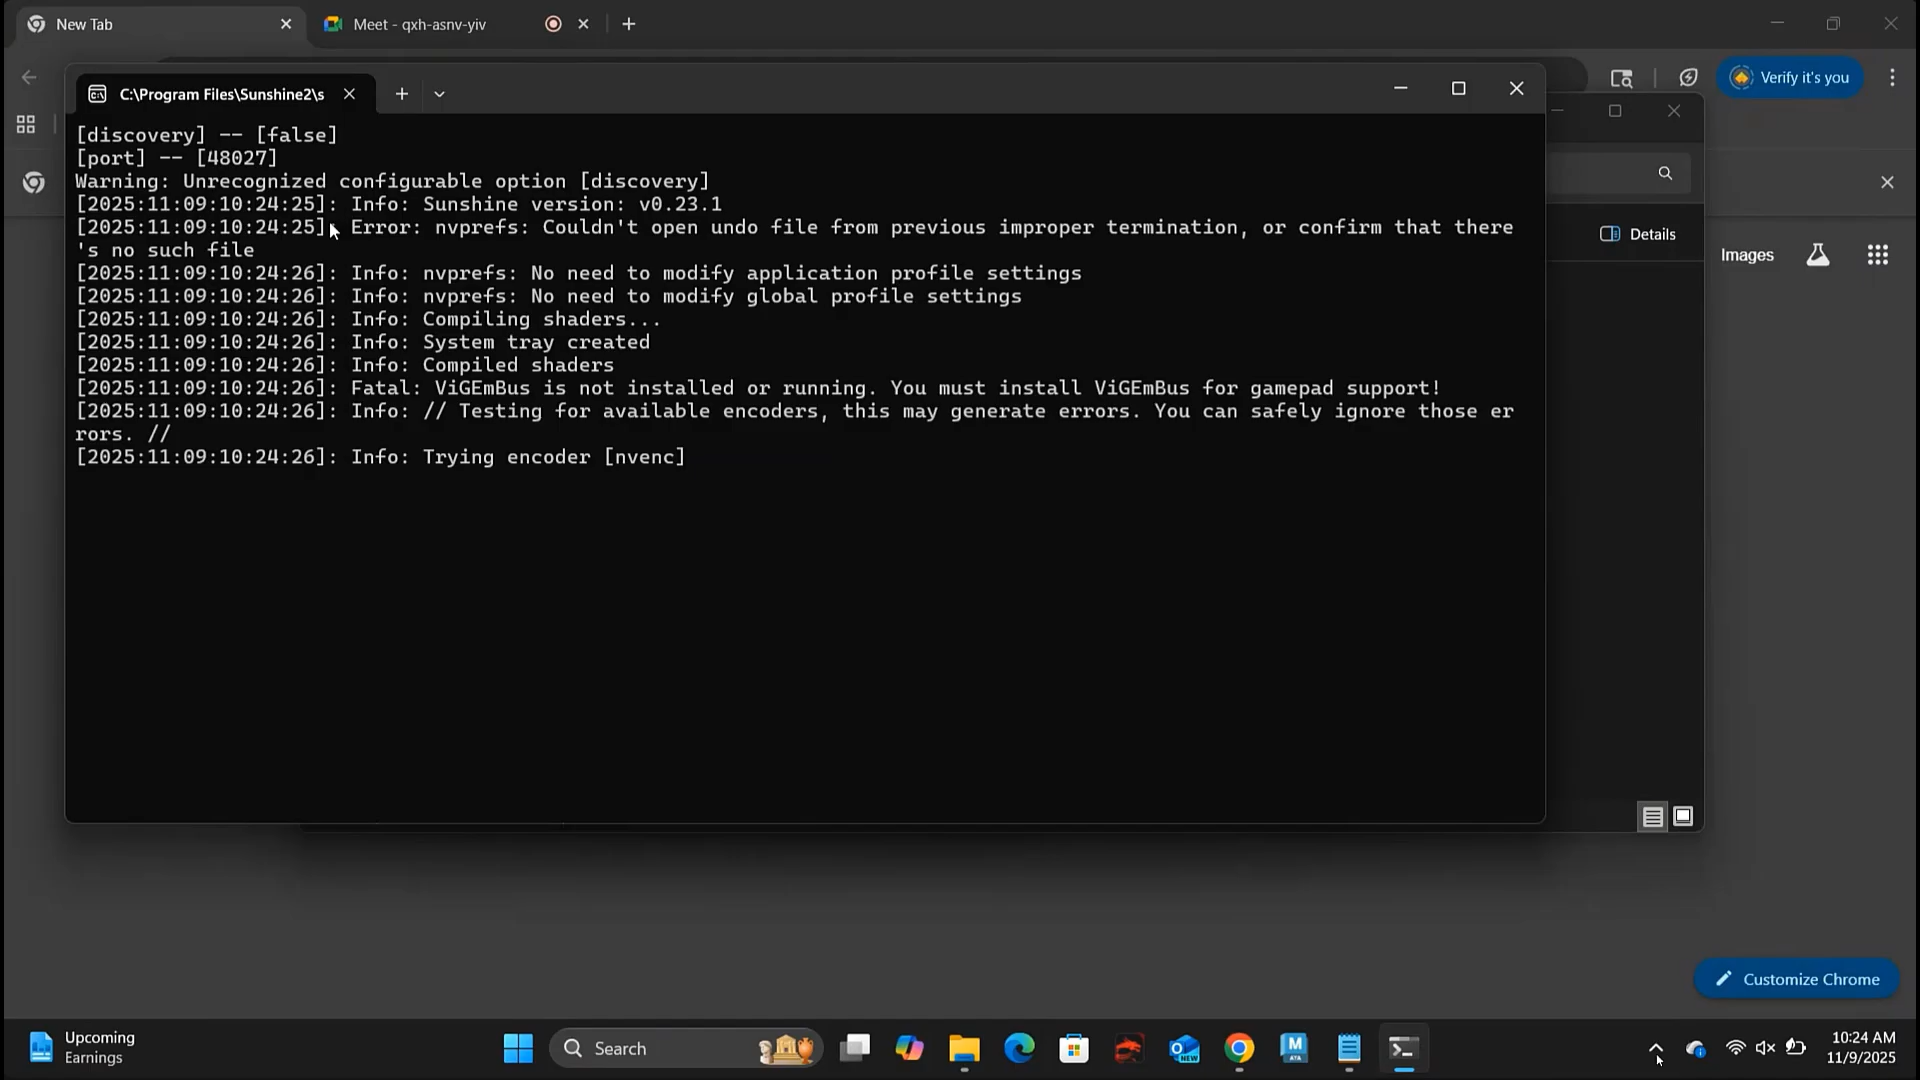 New Tab
Meet - qxh-asnv-yiv
Verify it's you
C:\Program Files\Sunshine2\s
[discovery] -- [false]
[port] -- [48027]
Warning: Unrecognized configurable option [discovery]
[2025:11:09:10:24:25]: Info: Sunshine version: v0.23.1
[2025:11:09:10:24:25]: Error: nvprefs: Couldn't open undo file from previous improper termination, or confirm that there
's no such file
[2025:11:09:10:24:26]: Info: nvprefs: No need to modify application profile settings
[2025:11:09:10:24:26]: Info: nvprefs: No need to modify global profile settings
[2025:11:09:10:24:26]: Info: Compiling shaders...
[2025:11:09:10:24:26]: Info: System tray created
[2025:11:09:10:24:26]: Info: Compiled shaders
[2025:11:09:10:24:26]: Fatal: ViGEmBus is not installed or running. You must install ViGEmBus for gamepad support!
[2025:11:09:10:24:26]: Info: // Testing for available encoders, this may generate errors. You can safely ignore those er
rors. //
[2025:11:09:10:24:26]: Info: Trying encoder [nvenc]
Details
Images
Customize Chrome
Upcoming
Earnings
Search
NEW
M
ATA
10:24 AM
11/9/2025